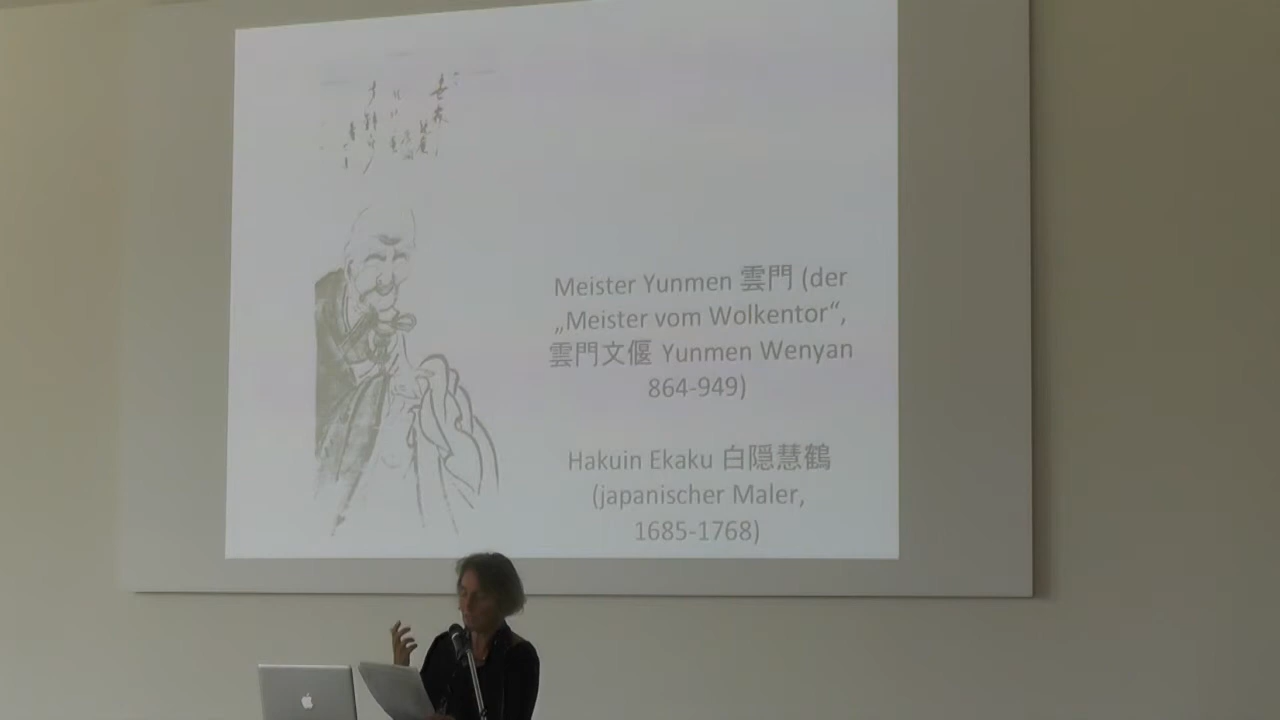 Meister Yunmen 雲門 (der
„Meister vom Wolkentor“,
雲門文偃 Yunmen Wenyan
864-949)
Hakuin Ekaku 白隠慧鶴
(japanischer Maler,
1685-1768)